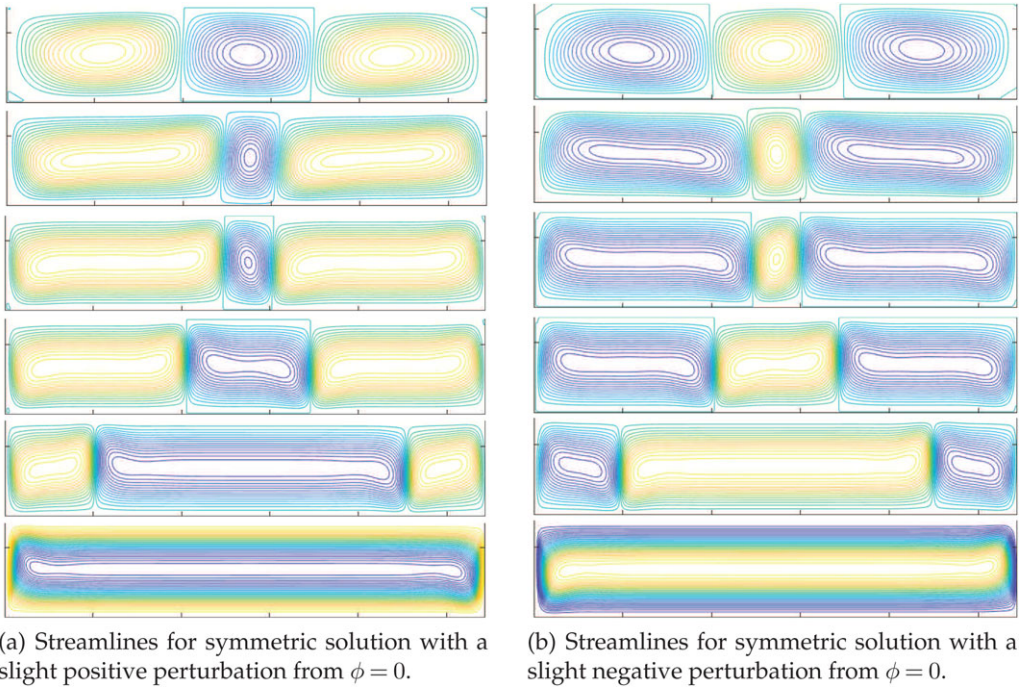 (a) Streamlines for symmetric solution with a
slight positive perturbation from ϕ = 0.
(b) Streamlines for symmetric solution with a
slight negative perturbation from ϕ = 0.